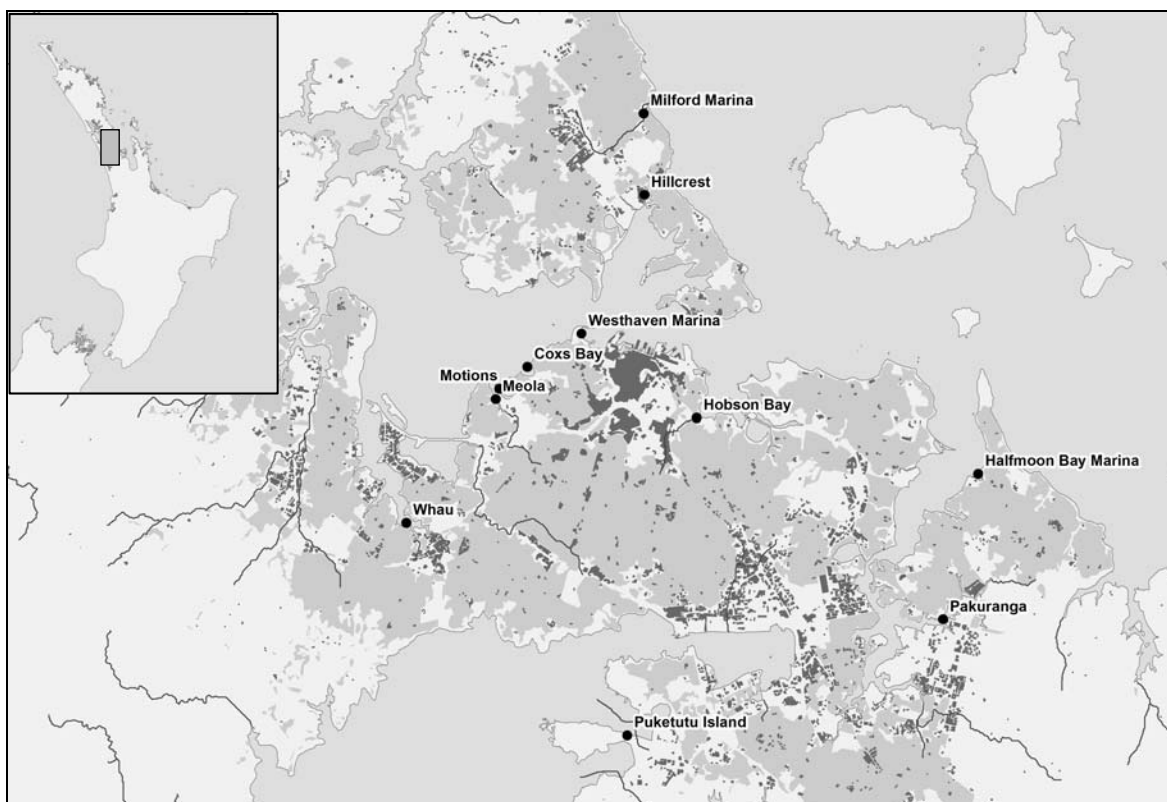 Milford Marina
Hillcrest
Westhaven Marina
Coxs Bay
Motions
Meola
Hobson Bay
Halfmoon Bay Marina
Whau
Pakuranga
Puketutu Island